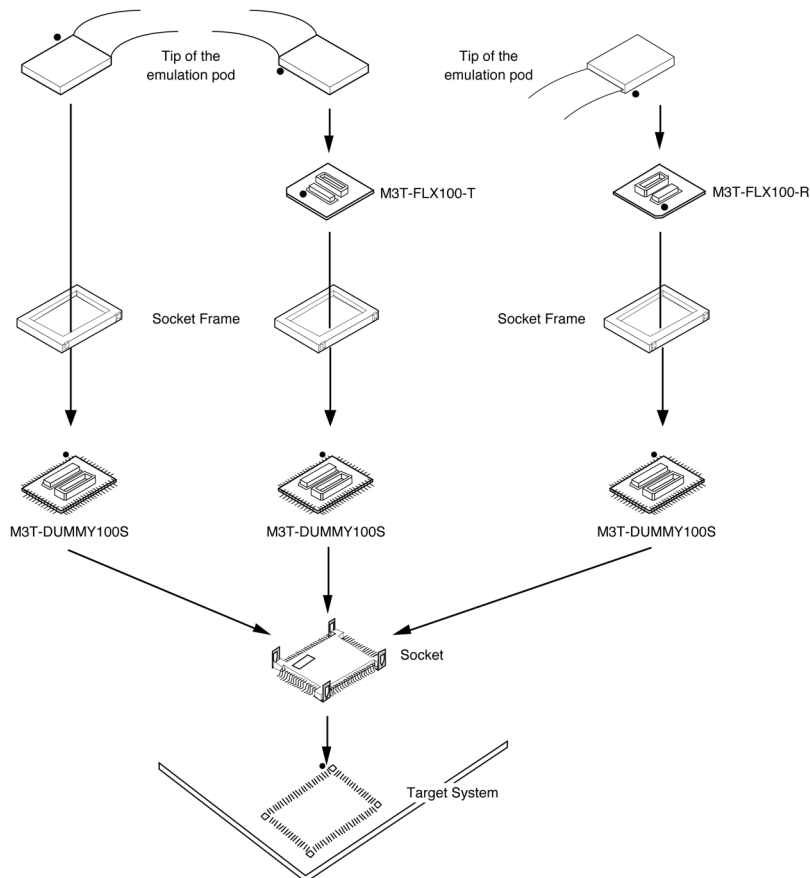 Tip of the
emulation pod
Tip of the
emulation pod
M3T-FLX100-T
M3T-FLX100-R
Socket Frame
Socket Frame
M3T-DUMMY100S
M3T-DUMMY100S
M3T-DUMMY100S
Socket
Target System